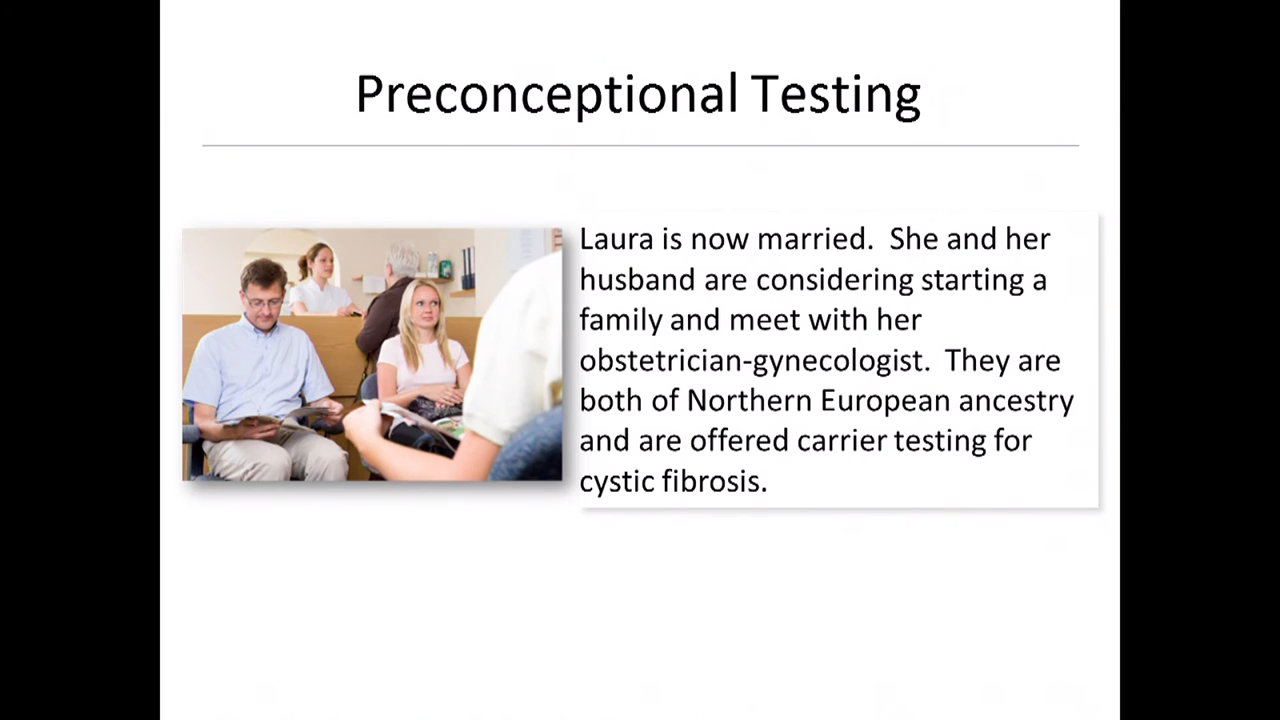 Preconceptional Testing
Laura is now married.  She and her
husband are considering starting a
family and meet with her
obstetrician-gynecologist.  They are
both of Northern European ancestry
and are offered carrier testing for
cystic fibrosis.